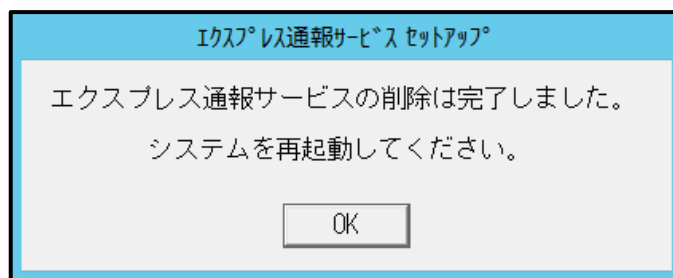 ｴｸｽﾌﾟﾚｽ通報ｻｰﾋﾞｽ ｾｯﾄｱｯﾌﾟ
エクスプレス通報サービスの削除は完了しました。
システムを再起動してください。
OK